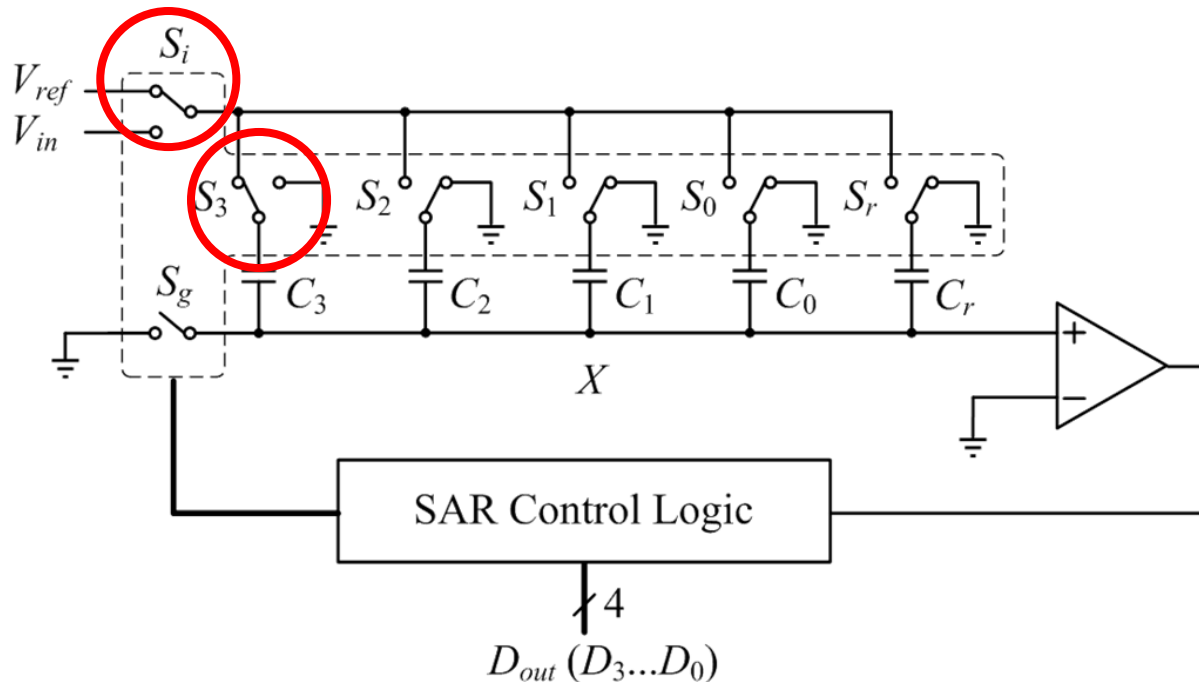 S_i
V_ref
V_in
S_3 S_2 S_1 S_0 S_r
S_g C_3 C_2 C_1 C_0 C_r
+
X
−
SAR Control Logic
4
D_out (D_3...D_0)